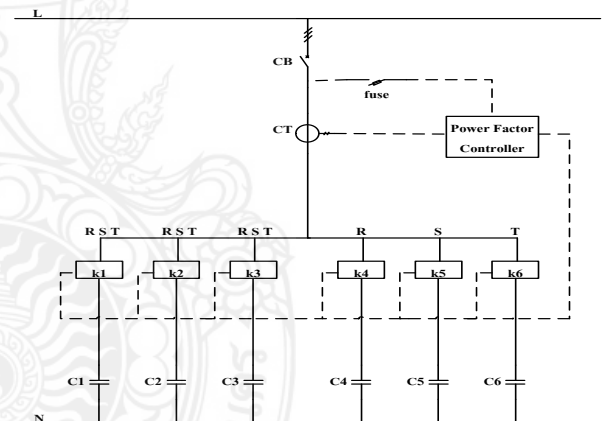 L
CB
fuse
CT
Power Factor
Controller
R S T R S T R S T R S T
k1 k2 k3 k4 k5 k6
C1 C2 C3 C4 C5 C6
N